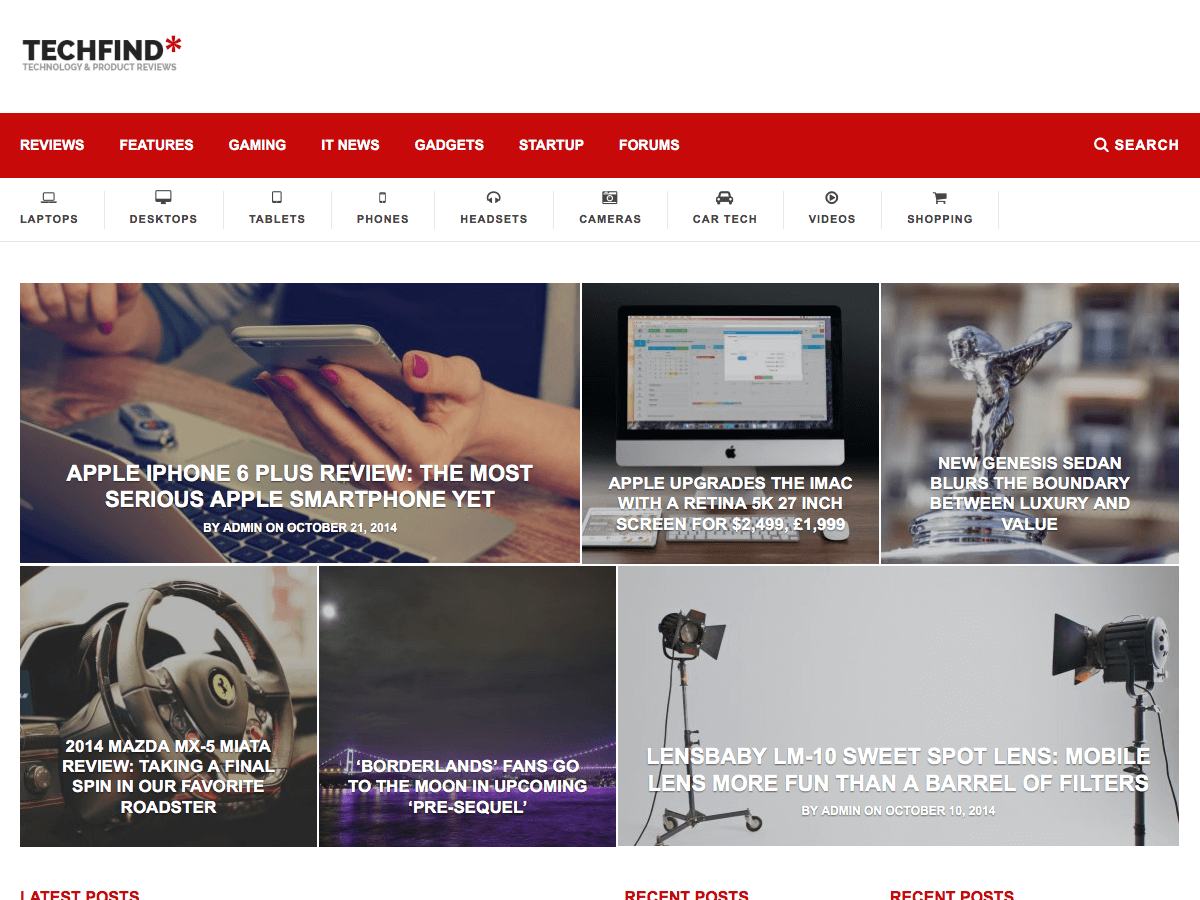 TECHFIND*
TECHNOLOGY & PRODUCT REVIEWS
REVIEWS FEATURES GAMING IT NEWS GADGETS STARTUP FORUMS SEARCH
LAPTOPS DESKTOPS TABLETS PHONES HEADSETS CAMERAS CAR TECH VIDEOS SHOPPING
APPLE IPHONE 6 PLUS REVIEW: THE MOST
SERIOUS APPLE SMARTPHONE YET
BY ADMIN ON OCTOBER 21, 2014
APPLE UPGRADES THE IMAC
WITH A RETINA 5K 27 INCH
SCREEN FOR $2,499, £1,999
NEW GENESIS SEDAN
BLURS THE BOUNDARY
BETWEEN LUXURY AND
VALUE
2014 MAZDA MX-5 MIATA
REVIEW: TAKING A FINAL
SPIN IN OUR FAVORITE
ROADSTER
‘BORDERLANDS’ FANS GO
TO THE MOON IN UPCOMING
‘PRE-SEQUEL’
LENSBABY LM-10 SWEET SPOT LENS: MOBILE
LENS MORE FUN THAN A BARREL OF FILTERS
BY ADMIN ON OCTOBER 10, 2014
LATEST POSTS RECENT POSTS RECENT POSTS